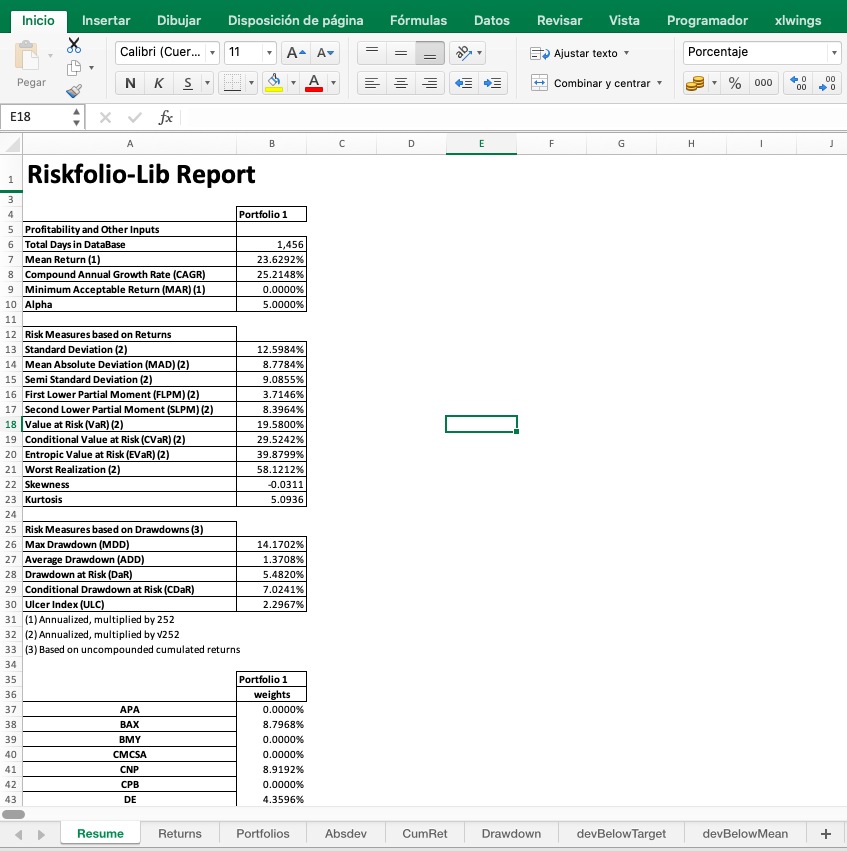 Inicio Insertar Dibujar Disposición de página Fórmulas Datos Revisar Vista Programador xlwings
Pegar
Calibri (Cuer... 11 A A
N K S A
Ajustar texto
Combinar y centrar
Porcentaje
% 000 0 00 00 0
E18 fx
A B C D E F G H I J
1 Riskfolio-Lib Report
3
4 Portfolio 1
5 Profitability and Other Inputs
6 Total Days in DataBase 1,456
7 Mean Return (1) 23.6292%
8 Compound Annual Growth Rate (CAGR) 25.2148%
9 Minimum Acceptable Return (MAR) (1) 0.0000%
10 Alpha 5.0000%
11
12 Risk Measures based on Returns
13 Standard Deviation (2) 12.5984%
14 Mean Absolute Deviation (MAD) (2) 8.7784%
15 Semi Standard Deviation (2) 9.0855%
16 First Lower Partial Moment (FLPM) (2) 3.7146%
17 Second Lower Partial Moment (SLPM) (2) 8.3964%
18 Value at Risk (VaR) (2) 19.5800%
19 Conditional Value at Risk (CVaR) (2) 29.5242%
20 Entropic Value at Risk (EVaR) (2) 39.8799%
21 Worst Realization (2) 58.1212%
22 Skewness -0.0311
23 Kurtosis 5.0936
24
25 Risk Measures based on Drawdowns (3)
26 Max Drawdown (MDD) 14.1702%
27 Average Drawdown (ADD) 1.3708%
28 Drawdown at Risk (DaR) 5.4820%
29 Conditional Drawdown at Risk (CDaR) 7.0241%
30 Ulcer Index (ULC) 2.2967%
31 (1) Annualized, multiplied by 252
32 (2) Annualized, multiplied by √252
33 (3) Based on uncompounded cumulated returns
34
35 Portfolio 1
36 weights
37 APA 0.0000%
38 BAX 8.7968%
39 BMY 0.0000%
40 CMCSA 0.0000%
41 CNP 8.9192%
42 CPB 0.0000%
43 DE 4.3596%
Resume Returns Portfolios Absdev CumRet Drawdown devBelowTarget devBelowMean +